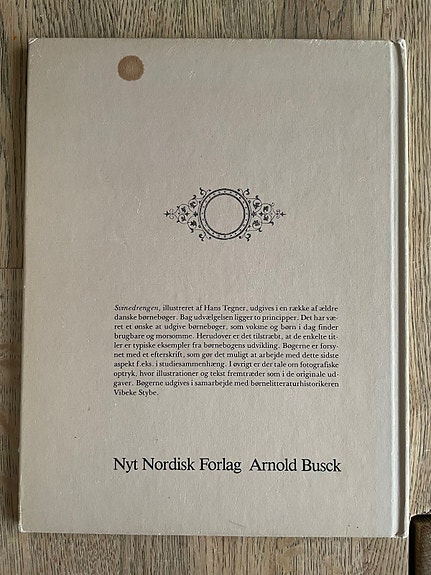 Svinedrengen, illustreret af Hans Tegner, udgives i en række af ældre
danske børnebøger. Bag udvælgelsen ligger to principper. Det har væ-
ret et ønske at udgive børnebøger, som voksne og børn i dag finder
brugbare og morsomme. Herudover er det tilstræbt, at de enkelte tit-
ler er typiske eksempler fra børnebogens udvikling. Bøgerne er forsy-
net med et efterskrift, som gør det muligt at arbejde med dette sidste
aspekt f.eks. i studiesammenhæng. I øvrigt er der tale om fotografiske
optryk, hvor illustrationer og tekst fremtræder som i de originale ud-
gaver. Bøgerne udgives i samarbejde med børnelitteraturhistorikeren
Vibeke Stybe.
Nyt Nordisk Forlag Arnold Busck